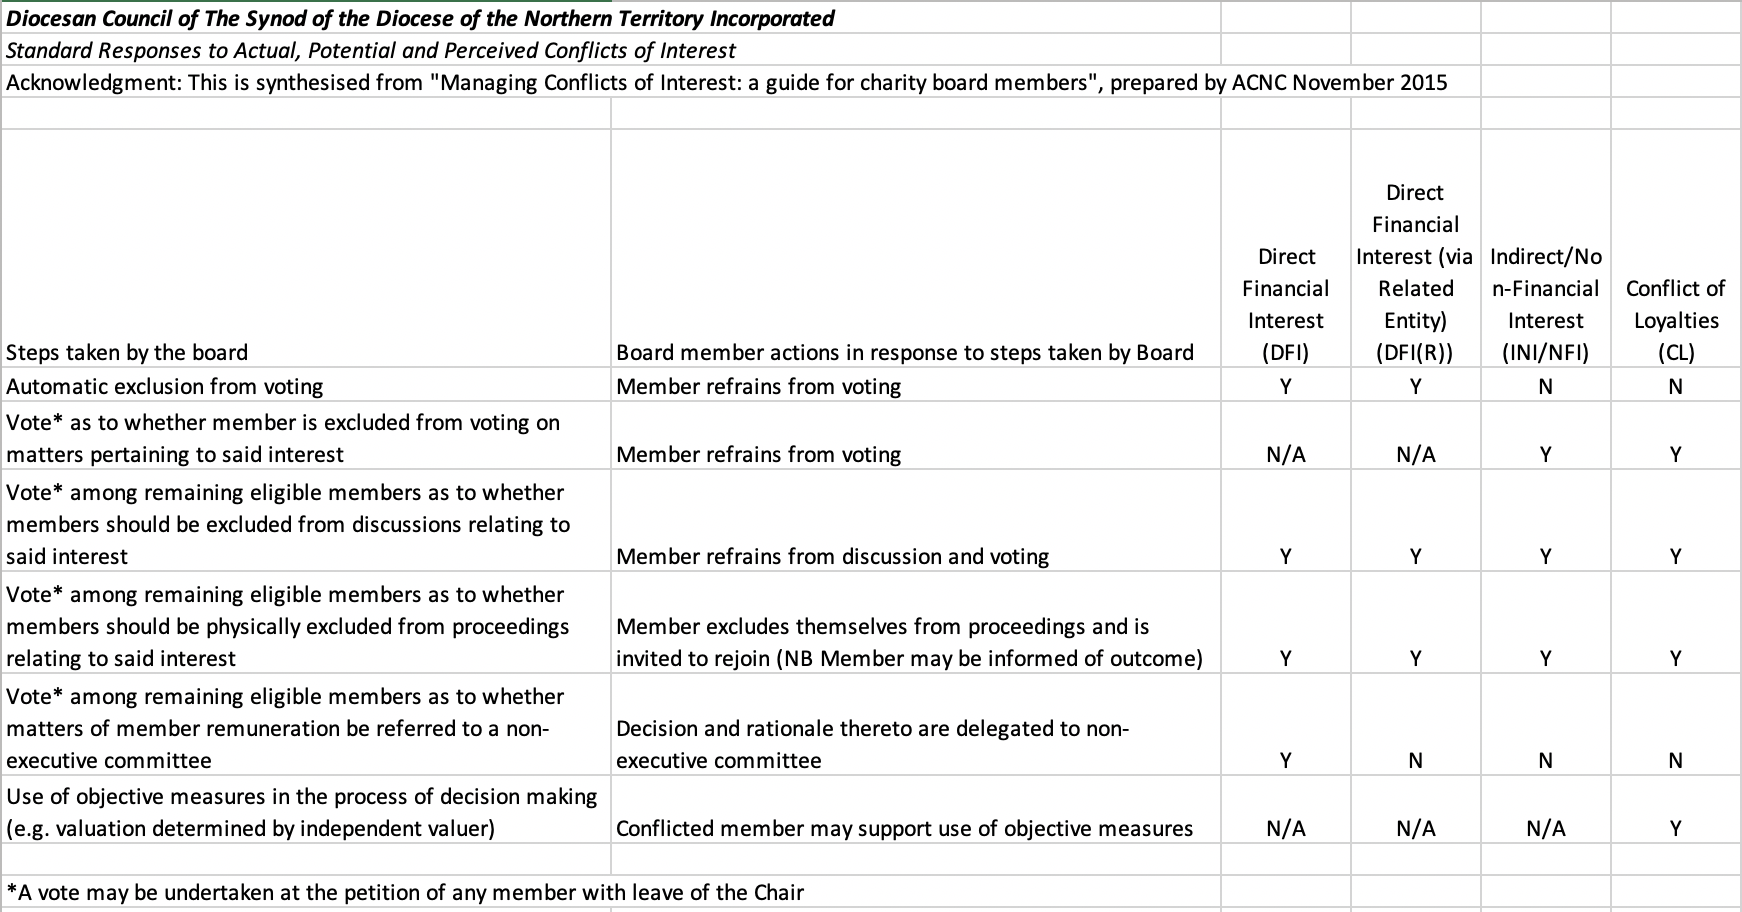 Diocesan Council of The Synod of the Diocese of the Northern Territory Incorporated
Standard Responses to Actual, Potential and Perceived Conflicts of Interest
Acknowledgment: This is synthesised from "Managing Conflicts of Interest: a guide for charity board members", prepared by ACNC November 2015
Steps taken by the board
Board member actions in response to steps taken by Board
Direct
Financial
Interest
(DFI)
Direct
Financial
Interest (via
Related
Entity)
(DFI(R))
Indirect/No
n-Financial
Interest
(INI/NFI)
Conflict of
Loyalties
(CL)
Automatic exclusion from voting
Member refrains from voting
Y Y N N
Vote* as to whether member is excluded from voting on
matters pertaining to said interest
Member refrains from voting
N/A N/A Y Y
Vote* among remaining eligible members as to whether
members should be excluded from discussions relating to
said interest
Member refrains from discussion and voting
Y Y Y Y
Vote* among remaining eligible members as to whether
members should be physically excluded from proceedings
relating to said interest
Member excludes themselves from proceedings and is
invited to rejoin (NB Member may be informed of outcome)
Y Y Y Y
Vote* among remaining eligible members as to whether
matters of member remuneration be referred to a non-
executive committee
Decision and rationale thereto are delegated to non-
executive committee
Y N N N
Use of objective measures in the process of decision making
(e.g. valuation determined by independent valuer)
Conflicted member may support use of objective measures
N/A N/A N/A Y
*A vote may be undertaken at the petition of any member with leave of the Chair